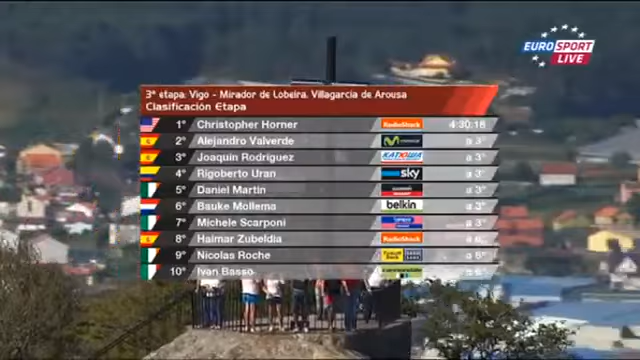 EUROSPORT
LIVE
3ª etapa: Vigo - Mirador de Lobeira. Villagarcía de Arousa
Clasificación Etapa
1º Christopher Horner RadioShack 4:30:18
2º Alejandro Valverde movistar a 3"
3º Joaquin Rodriguez KATUSHA a 3"
4º Rigoberto Uran sky a 3"
5º Daniel Martin a 3"
6º Bauke Mollema belkin a 3"
7º Michele Scarponi a 3"
8º Haimar Zubeldia RadioShack a 6"
9º Nicolas Roche a 6"
10º Ivan Basso cannondale a 6"